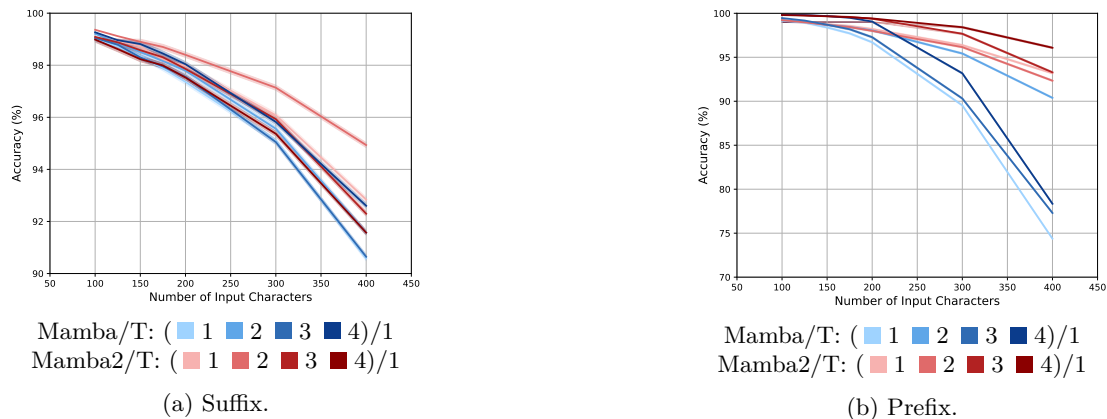 100
98
96
94
92
90
Accuracy (%)
50 100 150 200 250 300 350 400 450
Number of Input Characters
Mamba/T: ( 1 2 3 4)/1
Mamba2/T: ( 1 2 3 4)/1
(a) Suffix.
100
95
90
85
80
75
70
Accuracy (%)
50 100 150 200 250 300 350 400 450
Number of Input Characters
Mamba/T: ( 1 2 3 4)/1
Mamba2/T: ( 1 2 3 4)/1
(b) Prefix.